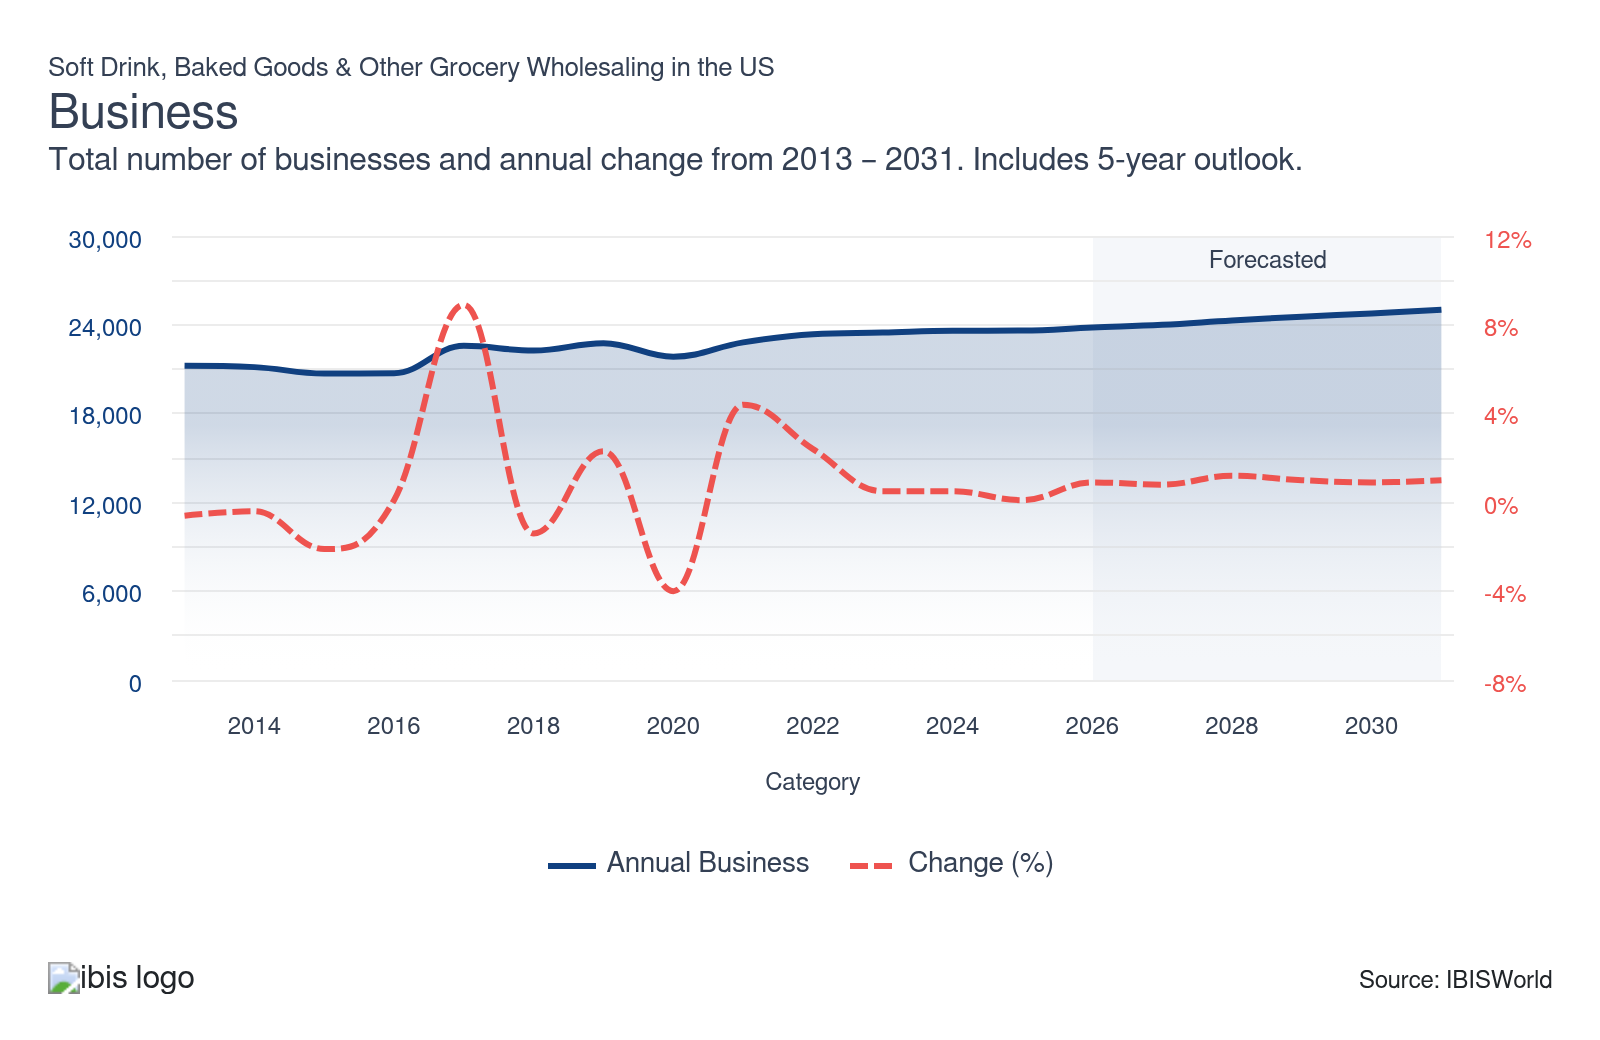 Soft Drink, Baked Goods & Other Grocery Wholesaling in the US
Business
Total number of businesses and annual change from 2013 – 2031. Includes 5-year outlook.
30,000
24,000
18,000
12,000
6,000
0
Forecasted
12%
8%
4%
0%
-4%
-8%
2014 2016 2018 2020 2022 2024 2026 2028 2030
Category
Annual Business Change (%)
ibis logo
Source: IBISWorld